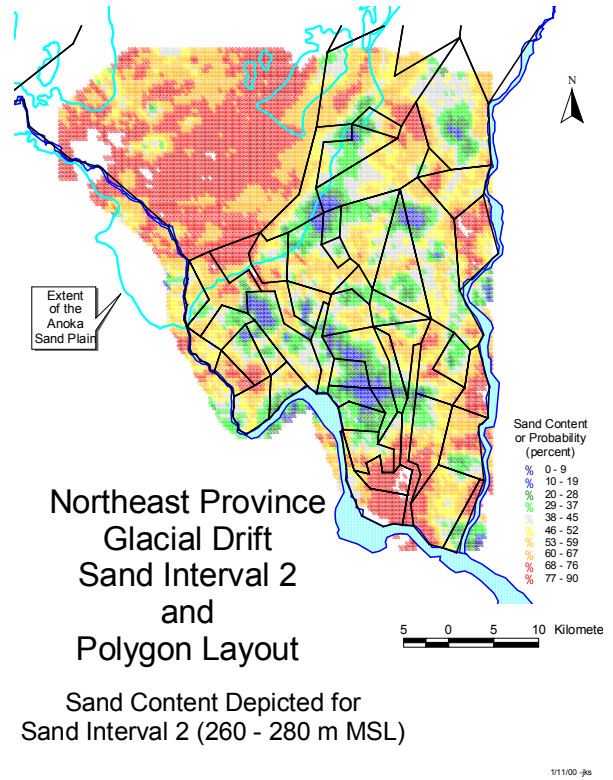 N
Extent
of the
Anoka
Sand Plain
Sand Content
or Probability
(percent)
% 0 - 9
% 10 - 19
% 20 - 28
% 29 - 37
% 38 - 45
% 46 - 52
% 53 - 59
% 60 - 67
% 68 - 76
% 77 - 90
Northeast Province
Glacial Drift
Sand Interval 2
and
Polygon Layout
5 0 5 10 Kilomete
Sand Content Depicted for
Sand Interval 2 (260 - 280 m MSL)
1/11/00 -jks